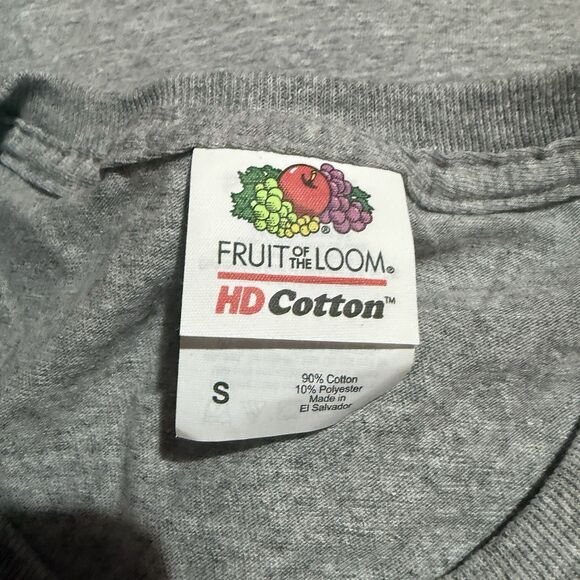 FRUIT OF THE LOOM®
HD Cotton™
S
90% Cotton
10% Polyester
Made in
El Salvador